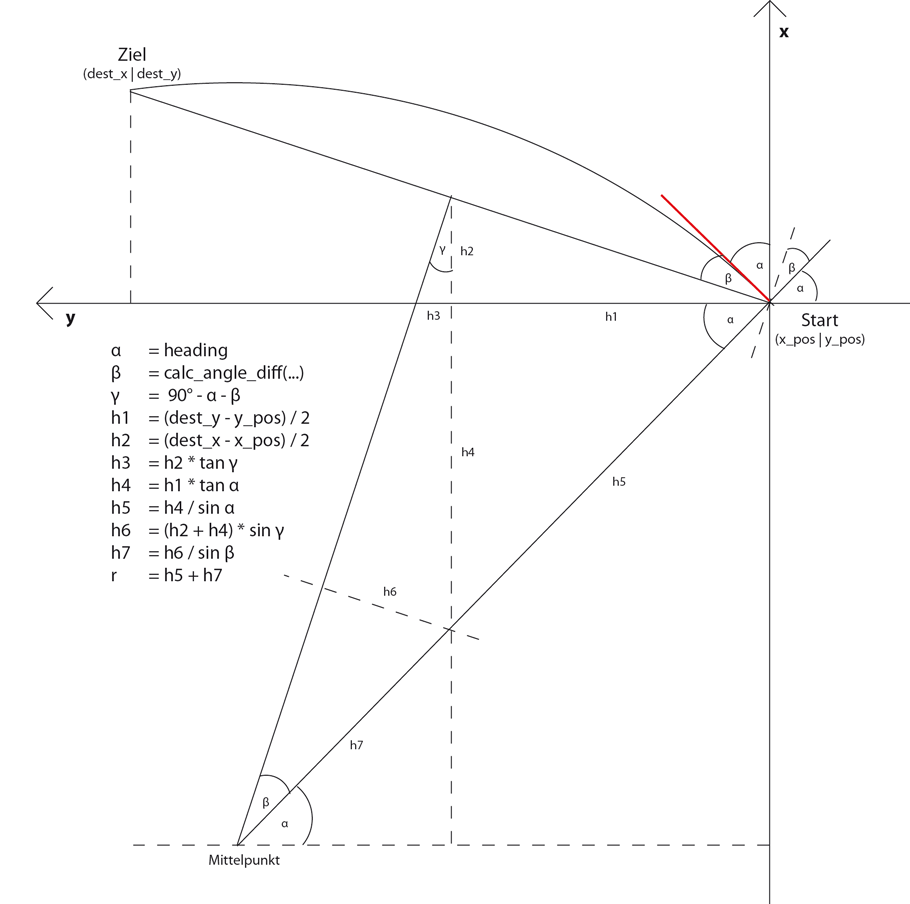 x
Ziel
(dest_x | dest_y)
γ
h2
α
β
β
α
y
h3
h1
α
Start
(x_pos | y_pos)
α = heading
β = calc_angle_diff(...)
γ = 90° - α - β
h1 = (dest_y - y_pos) / 2
h2 = (dest_x - x_pos) / 2
h3 = h2 * tan γ
h4 = h1 * tan α
h5 = h4 / sin α
h6 = (h2 + h4) * sin γ
h7 = h6 / sin β
r = h5 + h7
h4
h5
h6
h7
β
α
Mittelpunkt